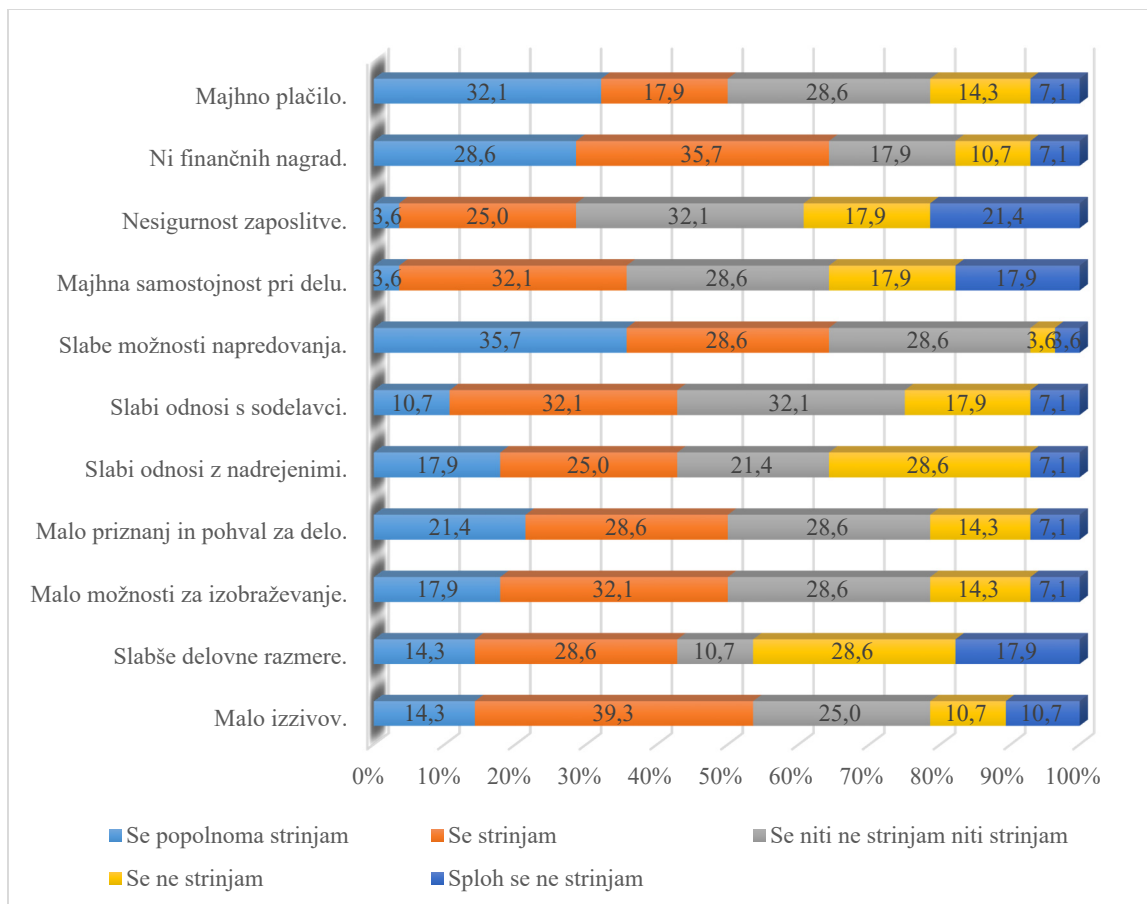 Majhno plačilo. 32,1 17,9 28,6 14,3 7,1
Ni finančnih nagrad. 28,6 35,7 17,9 10,7 7,1
Nesigurnost zaposlitve. 3,6 25,0 32,1 17,9 21,4
Majhna samostojnost pri delu. 3,6 32,1 28,6 17,9 17,9
Slabe možnosti napredovanja. 35,7 28,6 28,6 3,6 3,6
Slabi odnosi s sodelavci. 10,7 32,1 32,1 17,9 7,1
Slabi odnosi z nadrejenimi. 17,9 25,0 21,4 28,6 7,1
Malo priznanj in pohval za delo. 21,4 28,6 28,6 14,3 7,1
Malo možnosti za izobraževanje. 17,9 32,1 28,6 14,3 7,1
Slabše delovne razmere. 14,3 28,6 10,7 28,6 17,9
Malo izzivov. 14,3 39,3 25,0 10,7 10,7
0% 10% 20% 30% 40% 50% 60% 70% 80% 90% 100%
Se popolnoma strinjam Se strinjam Se niti ne strinjam niti strinjam
Se ne strinjam Sploh se ne strinjam